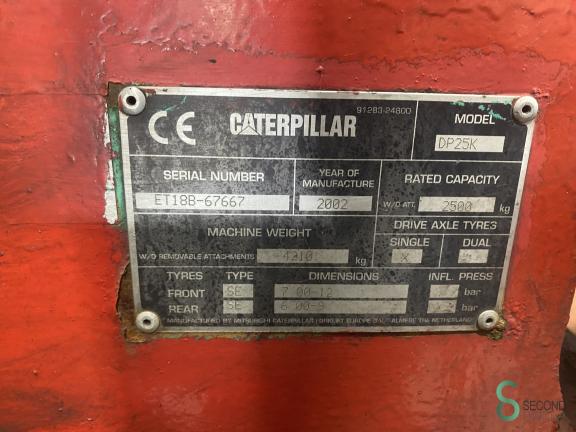 91283-24800
CE CATERPILLAR MODEL
DP25K
SERIAL NUMBER YEAR OF MANUFACTURE RATED CAPACITY
ET18B-67667 2002 W/O ATT. 2500 kg
MACHINE WEIGHT DRIVE AXLE TYRES
SINGLE DUAL
W/O REMOVABLE ATTACHMENTS kg X
TYRES TYPE DIMENSIONS INFL. PRESS
FRONT SE 7.00-12 bar
REAR SE 6.00-9 bar
MANUFACTURED BY MITSUBISHI CATERPILLAR FORKLIFT EUROPE B.V. ALMERE THE NETHERLANDS
SECOND